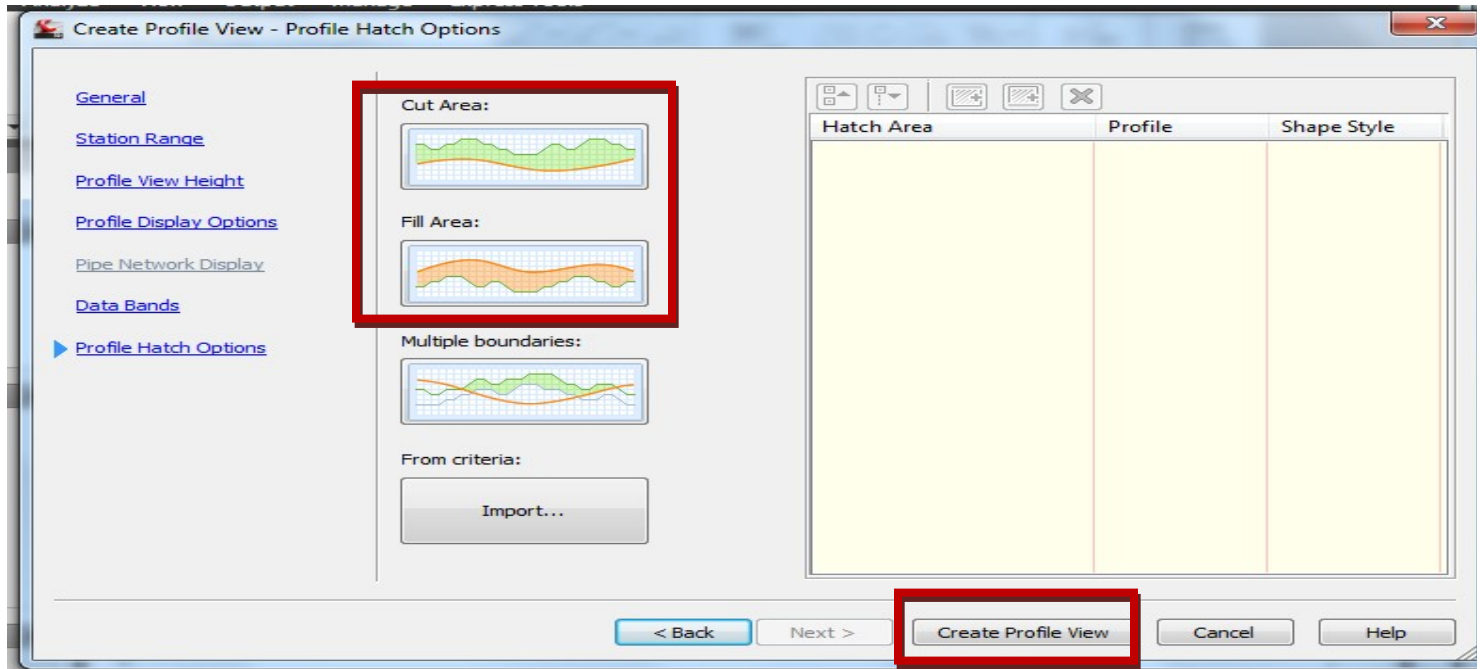 Create Profile View - Profile Hatch Options
General
Station Range
Profile View Height
Profile Display Options
Pipe Network Display
Data Bands
Profile Hatch Options
Cut Area:
Fill Area:
Multiple boundaries:
From criteria:
Import...
Hatch Area Profile Shape Style
< Back Next > Create Profile View Cancel Help